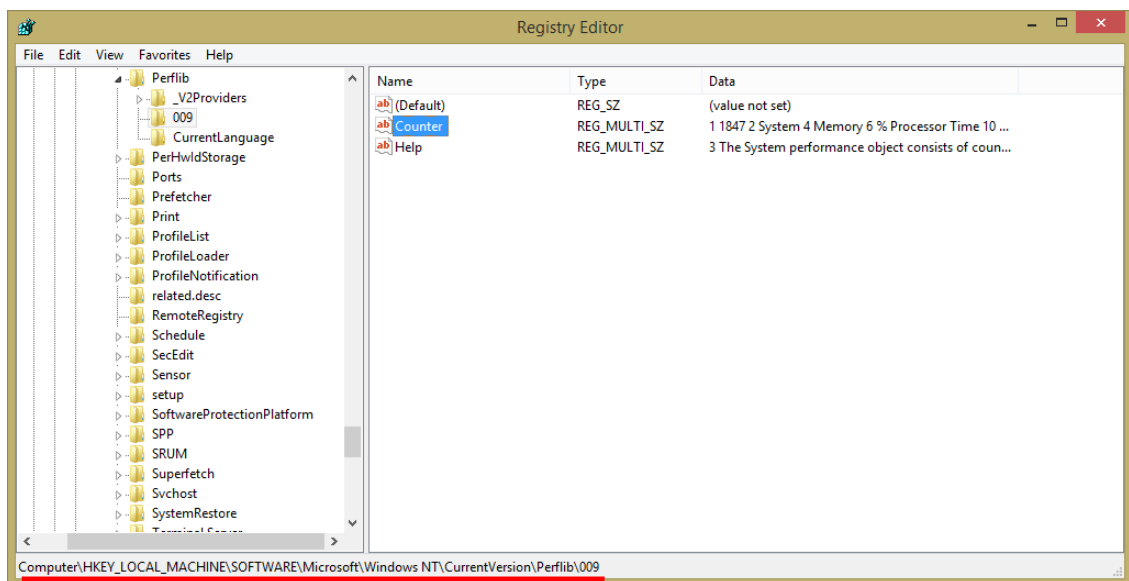 Registry Editor
File Edit View Favorites Help
Perflib
_V2Providers
009
CurrentLanguage
PerHwIdStorage
Ports
Prefetcher
Print
ProfileList
ProfileLoader
ProfileNotification
related.desc
RemoteRegistry
Schedule
SecEdit
Sensor
setup
SoftwareProtectionPlatform
SPP
SRUM
Superfetch
Svchost
SystemRestore
Name Type Data
ab (Default) REG_SZ (value not set)
ab Counter REG_MULTI_SZ 1 1847 2 System 4 Memory 6 % Processor Time 10 ...
ab Help REG_MULTI_SZ 3 The System performance object consists of coun...
Computer\HKEY_LOCAL_MACHINE\SOFTWARE\Microsoft\Windows NT\CurrentVersion\Perflib\009